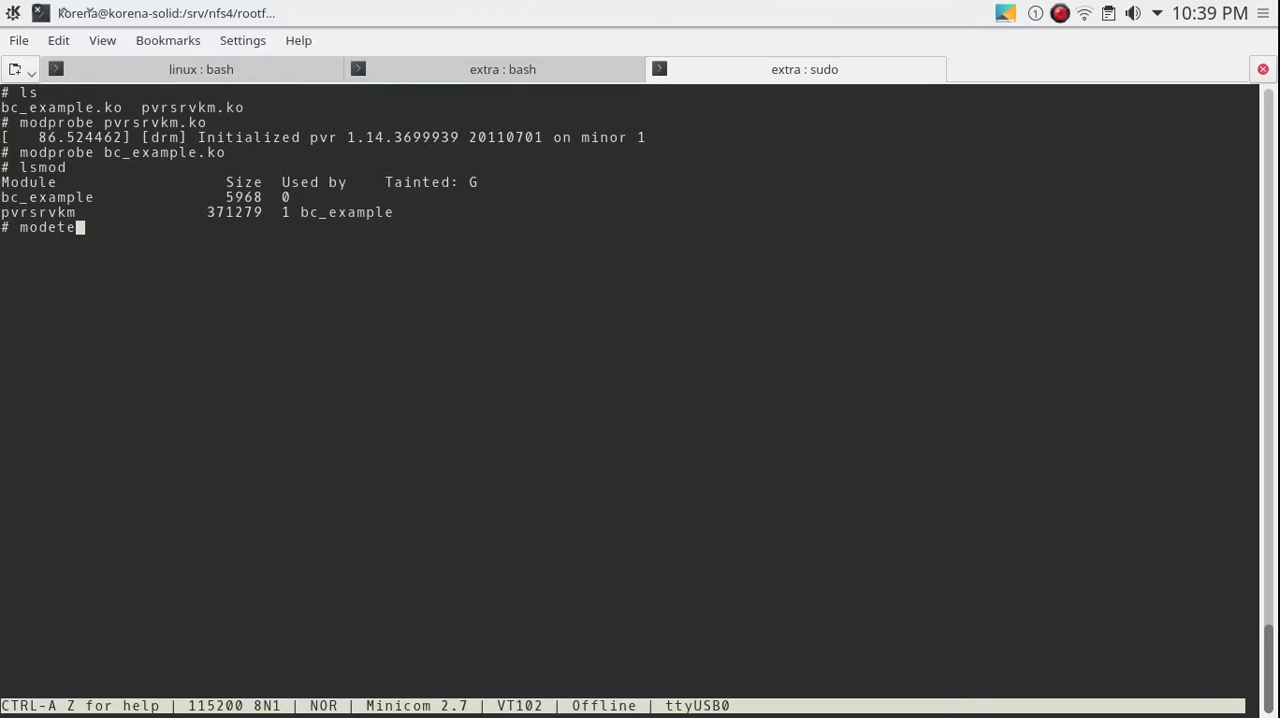 korena@korena-solid:/srv/nfs4/rootf...
1
10:39 PM
File Edit View Bookmarks Settings Help
linux : bash
extra : bash
extra : sudo
# ls
bc_example.ko  pvrsrvkm.ko
# modprobe pvrsrvkm.ko
[   86.524462] [drm] Initialized pvr 1.14.3699939 20110701 on minor 1
# modprobe bc_example.ko
# lsmod
Module                  Size  Used by    Tainted: G
bc_example              5968  0
pvrsrvkm              371279  1 bc_example
# modete
CTRL-A Z for help | 115200 8N1 | NOR | Minicom 2.7 | VT102 | Offline | ttyUSB0